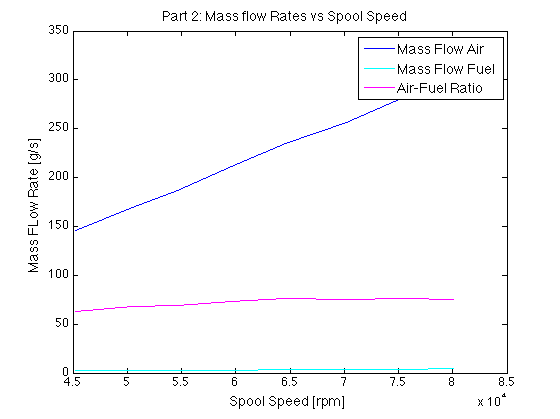 Part 2: Mass flow Rates vs Spool Speed
350
300
250
200
150
100
50
0
Mass FLow Rate [g/s]
Mass Flow Air
Mass Flow Fuel
Air-Fuel Ratio
4.5 5 5.5 6 6.5 7 7.5 8 8.5
Spool Speed [rpm]
x 10^4